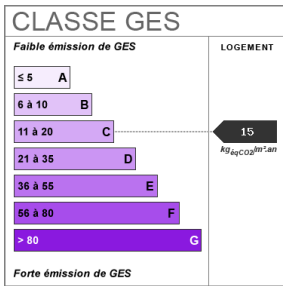 CLASSE GES
Faible émission de GES
LOGEMENT
≤ 5 A
6 à 10 B
11 à 20 C
15
kgéqCO2/m².an
21 à 35 D
36 à 55 E
56 à 80 F
> 80 G
Forte émission de GES